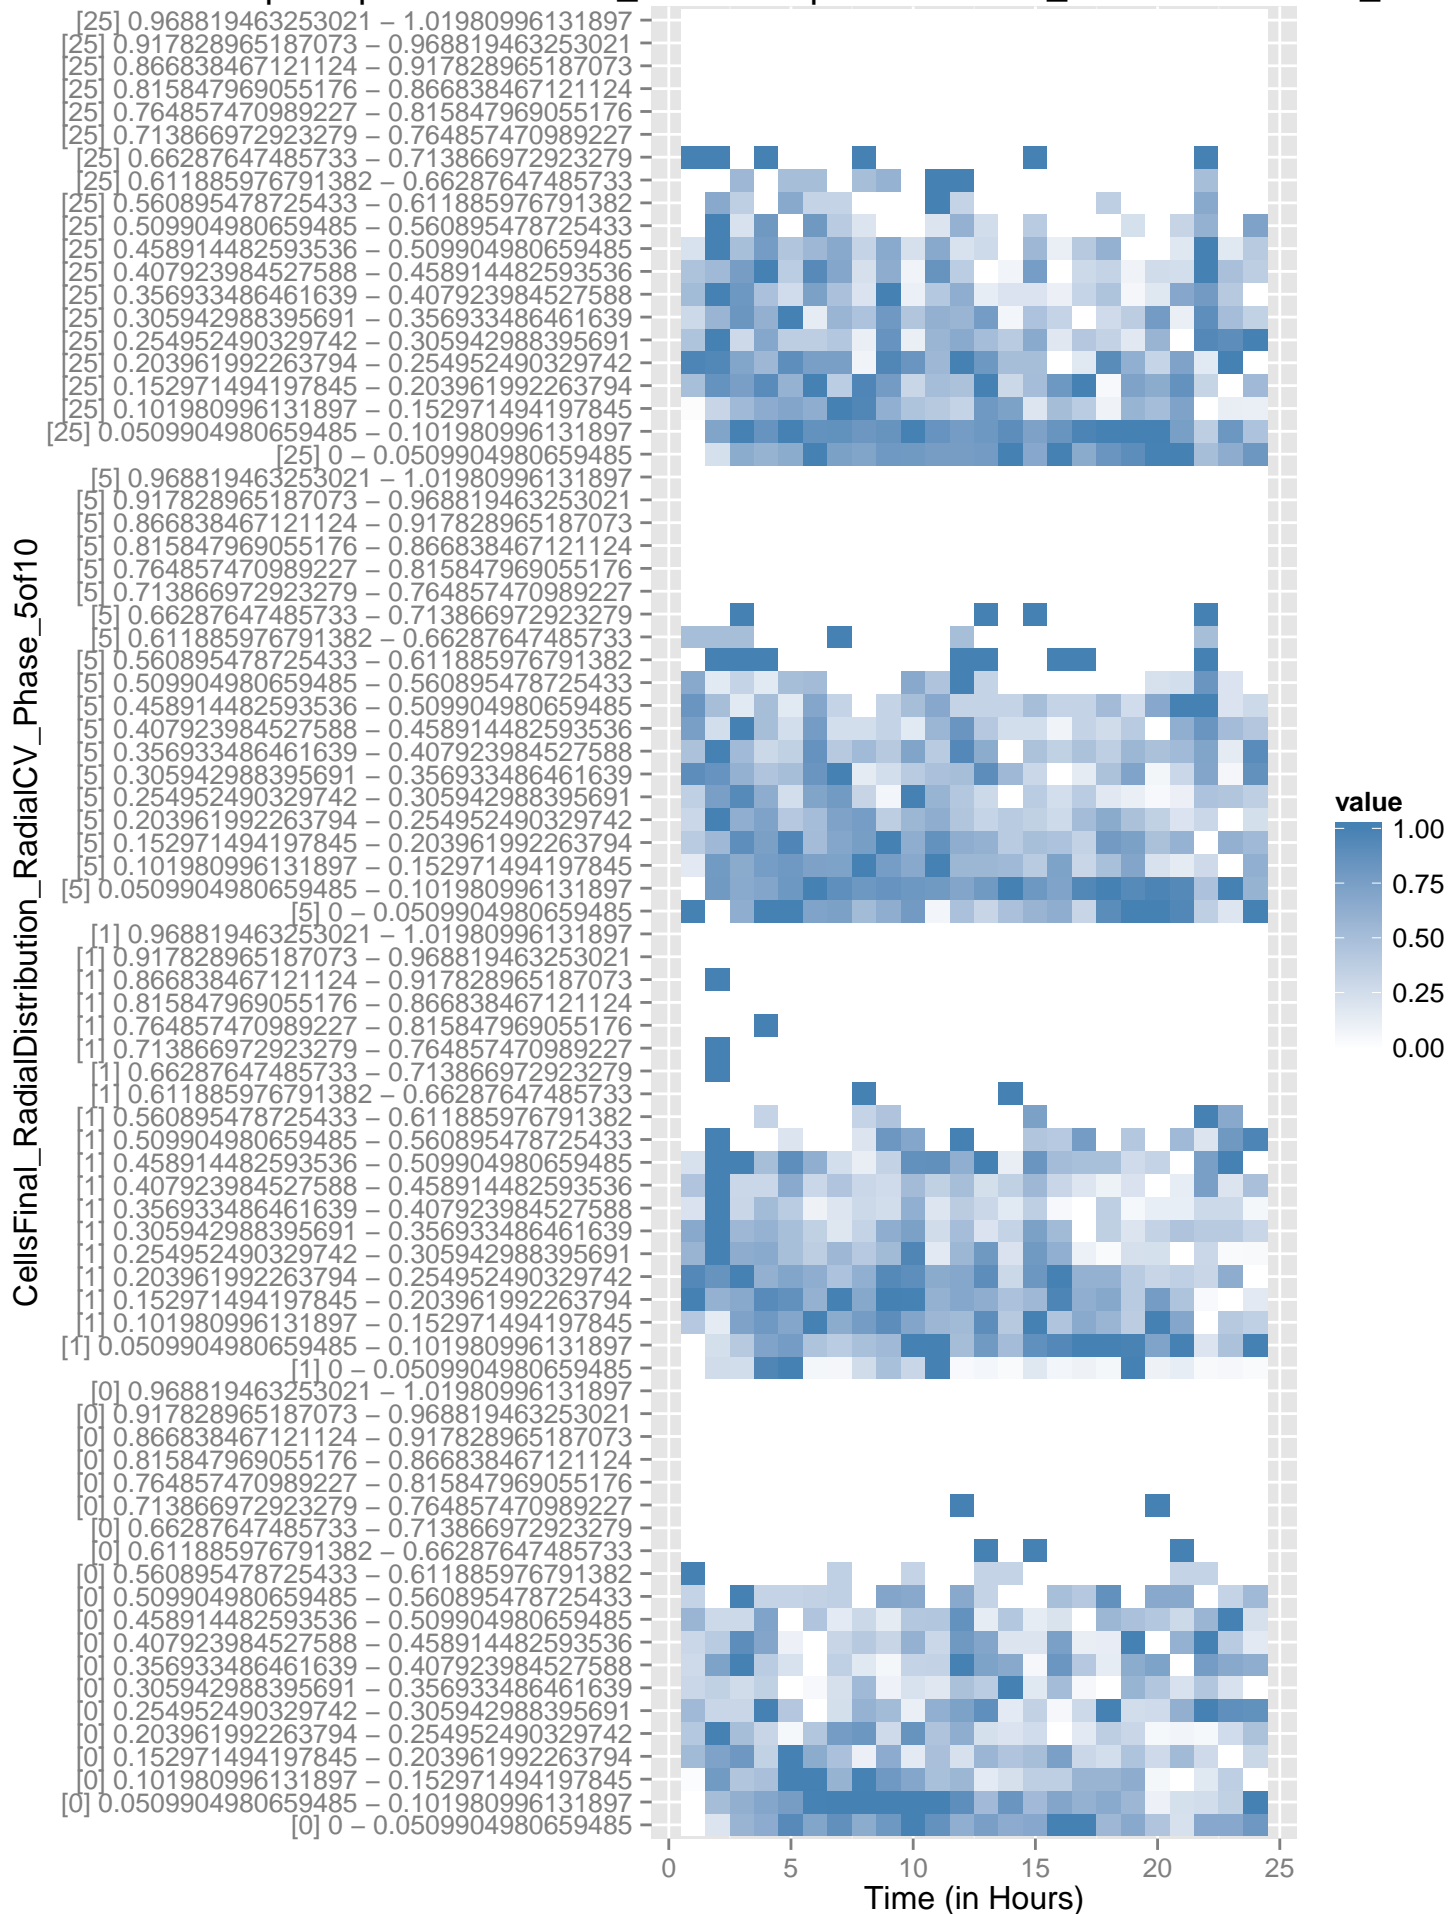 [25] 0.968819463253021 – 1.01980996131897
[25] 0.917828965187073 – 0.968819463253021
[25] 0.866838467121124 – 0.917828965187073
[25] 0.815847969055176 – 0.866838467121124
[25] 0.764857470989227 – 0.815847969055176
[25] 0.713866972923279 – 0.764857470989227
[25] 0.66287647485733 – 0.713866972923279
[25] 0.611885976791382 – 0.66287647485733
[25] 0.560895478725433 – 0.611885976791382
[25] 0.509904980659485 – 0.560895478725433
[25] 0.458914482593536 – 0.509904980659485
[25] 0.407923984527588 – 0.458914482593536
[25] 0.356933486461639 – 0.407923984527588
[25] 0.305942988395691 – 0.356933486461639
[25] 0.254952490329742 – 0.305942988395691
[25] 0.203961992263794 – 0.254952490329742
[25] 0.152971494197845 – 0.203961992263794
[25] 0.101980996131897 – 0.152971494197845
[25] 0.0509904980659485 – 0.101980996131897
[25] 0 – 0.0509904980659485
[5] 0.968819463253021 – 1.01980996131897
[5] 0.917828965187073 – 0.968819463253021
[5] 0.866838467121124 – 0.917828965187073
[5] 0.815847969055176 – 0.866838467121124
[5] 0.764857470989227 – 0.815847969055176
[5] 0.713866972923279 – 0.764857470989227
[5] 0.66287647485733 – 0.713866972923279
[5] 0.611885976791382 – 0.66287647485733
[5] 0.560895478725433 – 0.611885976791382
[5] 0.509904980659485 – 0.560895478725433
[5] 0.458914482593536 – 0.509904980659485
[5] 0.407923984527588 – 0.458914482593536
[5] 0.356933486461639 – 0.407923984527588
[5] 0.305942988395691 – 0.356933486461639
[5] 0.254952490329742 – 0.305942988395691
[5] 0.203961992263794 – 0.254952490329742
[5] 0.152971494197845 – 0.203961992263794
[5] 0.101980996131897 – 0.152971494197845
[5] 0.0509904980659485 – 0.101980996131897
[5] 0 – 0.0509904980659485
[1] 0.968819463253021 – 1.01980996131897
[1] 0.917828965187073 – 0.968819463253021
[1] 0.866838467121124 – 0.917828965187073
[1] 0.815847969055176 – 0.866838467121124
[1] 0.764857470989227 – 0.815847969055176
[1] 0.713866972923279 – 0.764857470989227
[1] 0.66287647485733 – 0.713866972923279
[1] 0.611885976791382 – 0.66287647485733
[1] 0.560895478725433 – 0.611885976791382
[1] 0.509904980659485 – 0.560895478725433
[1] 0.458914482593536 – 0.509904980659485
[1] 0.407923984527588 – 0.458914482593536
[1] 0.356933486461639 – 0.407923984527588
[1] 0.305942988395691 – 0.356933486461639
[1] 0.254952490329742 – 0.305942988395691
[1] 0.203961992263794 – 0.254952490329742
[1] 0.152971494197845 – 0.203961992263794
[1] 0.101980996131897 – 0.152971494197845
[1] 0.0509904980659485 – 0.101980996131897
[1] 0 – 0.0509904980659485
[0] 0.968819463253021 – 1.01980996131897
[0] 0.917828965187073 – 0.968819463253021
[0] 0.866838467121124 – 0.917828965187073
[0] 0.815847969055176 – 0.866838467121124
[0] 0.764857470989227 – 0.815847969055176
[0] 0.713866972923279 – 0.764857470989227
[0] 0.66287647485733 – 0.713866972923279
[0] 0.611885976791382 – 0.66287647485733
[0] 0.560895478725433 – 0.611885976791382
[0] 0.509904980659485 – 0.560895478725433
[0] 0.458914482593536 – 0.509904980659485
[0] 0.407923984527588 – 0.458914482593536
[0] 0.356933486461639 – 0.407923984527588
[0] 0.305942988395691 – 0.356933486461639
[0] 0.254952490329742 – 0.305942988395691
[0] 0.203961992263794 – 0.254952490329742
[0] 0.152971494197845 – 0.203961992263794
[0] 0.101980996131897 – 0.152971494197845
[0] 0.0509904980659485 – 0.101980996131897
[0] 0 – 0.0509904980659485
CellsFinal_RadialDistribution_RadialCV_Phase_5of10
0 5 10 15 20 25
Time (in Hours)
value
1.00
0.75
0.50
0.25
0.00